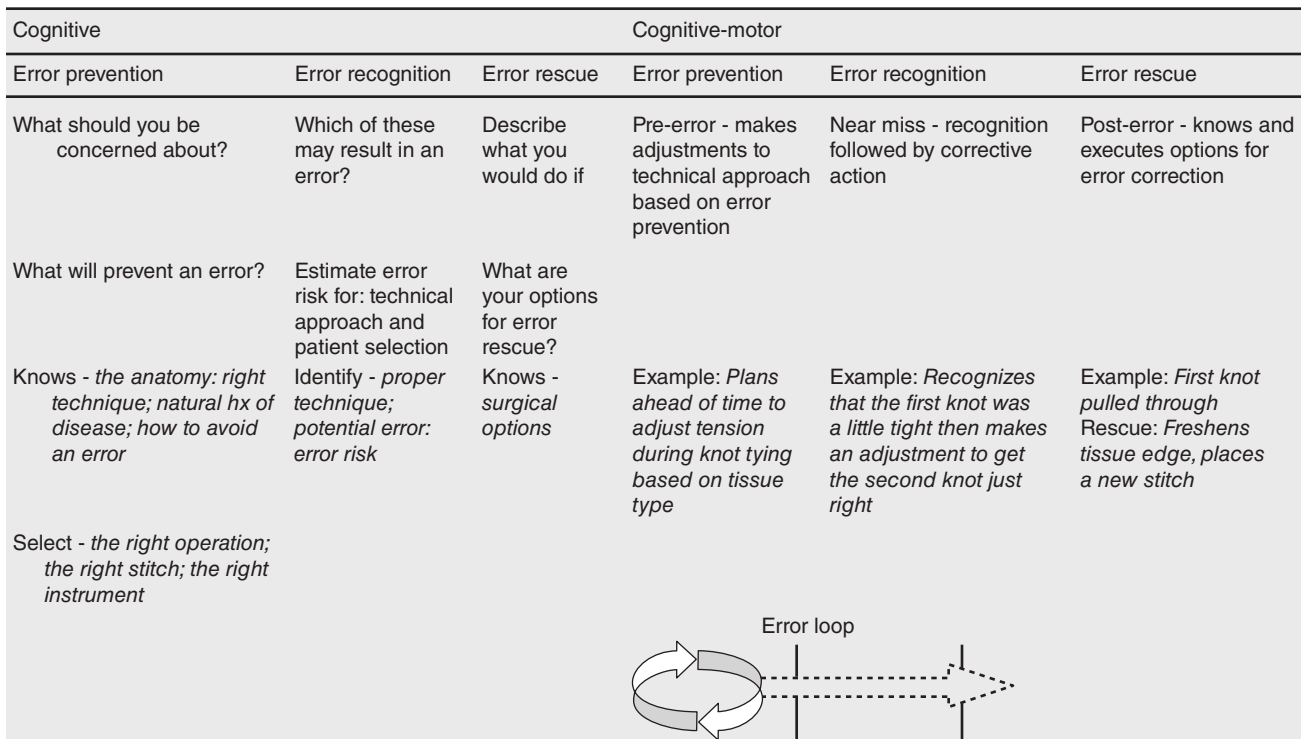 Cognitive
Cognitive-motor
Error prevention
Error recognition
Error rescue
Error prevention
Error recognition
Error rescue
What should you be
concerned about?
Which of these
may result in an
error?
Describe
what you
would do if
Pre-error - makes
adjustments to
technical approach
based on error
prevention
Near miss - recognition
followed by corrective
action
Post-error - knows and
executes options for
error correction
What will prevent an error?
Estimate error
risk for: technical
approach and
patient selection
What are
your options
for error
rescue?
Knows - the anatomy: right
technique; natural hx of
disease; how to avoid
an error
Identify - proper
technique;
potential error:
error risk
Knows -
surgical
options
Example: Plans
ahead of time to
adjust tension
during knot tying
based on tissue
type
Example: Recognizes
that the first knot was
a little tight then makes
an adjustment to get
the second knot just
right
Example: First knot
pulled through
Rescue: Freshens
tissue edge, places
a new stitch
Select - the right operation;
the right stitch; the right
instrument
Error loop